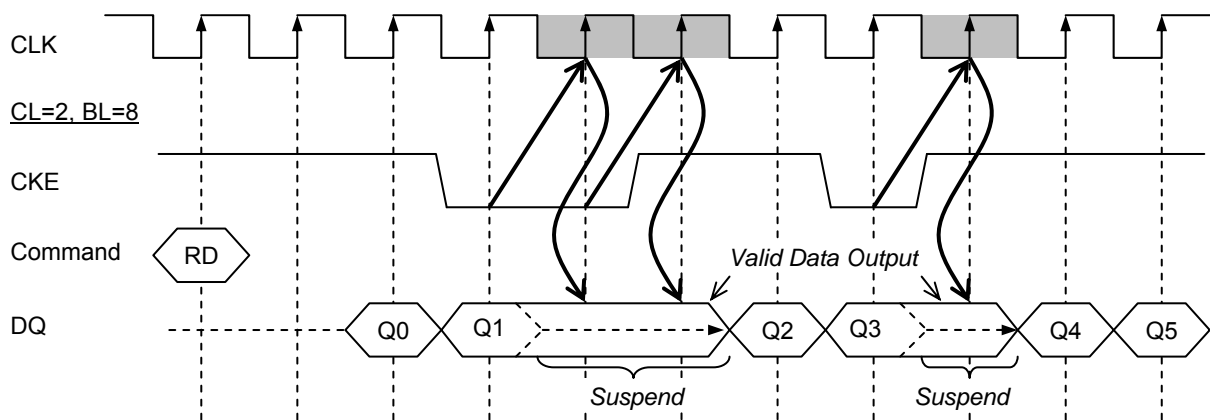 CLK
CL=2, BL=8
CKE
Command RD Valid Data Output
DQ Q0 Q1 Q2 Q3 Q4 Q5
Suspend Suspend